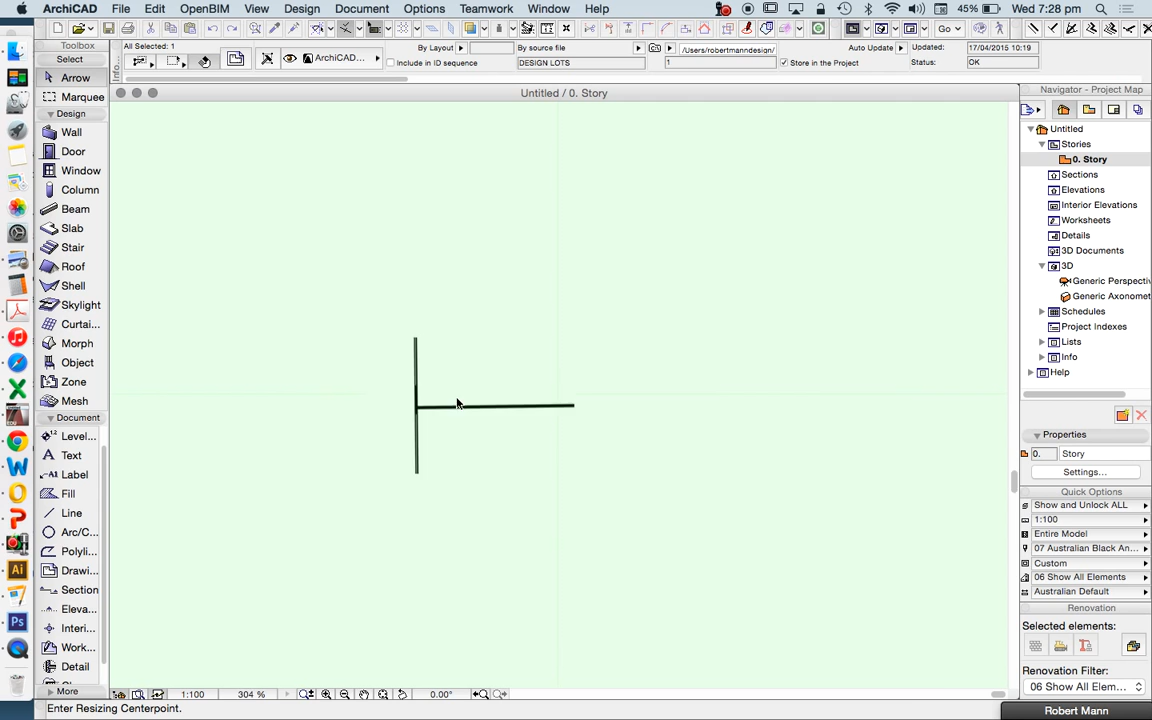 ArchiCAD File Edit View OpenBIM Design Document Options Teamwork Window Help 45% Wed 7:28 pm
Toolbox
All Selected: 1
By Layout
By source file
/Users/robertmanndesign/
Auto Update
Updated:
17/04/2015 10:19
Select
ArchiCAD...
Include in ID sequence
DESIGN LOTS
1
Store in the Project
Status:
OK
Info...
Go
Arrow
Marquee
Design
Wall
Door
Window
Column
Beam
Slab
Stair
Roof
Shell
Skylight
Curtai...
Morph
Object
Zone
Mesh
Document
Level...
Text
A1 Label
Fill
Line
Arc/C...
Polyli...
Drawi...
Section
Eleva...
Interi...
Work...
Detail
More
Untitled / 0. Story
1:100 304 % 0.00°
Enter Resizing Centerpoint.
Navigator - Project Map
Untitled
Stories
0. Story
Sections
Elevations
Interior Elevations
Worksheets
Details
3D Documents
3D
Generic Perspecti
Generic Axonomet
Schedules
Project Indexes
Lists
Info
Help
Properties
0. Story
Settings...
Quick Options
Show and Unlock ALL
1:100
Entire Model
07 Australian Black An...
Custom
06 Show All Elements
Australian Default
Renovation
Selected elements:
Renovation Filter:
06 Show All Elem...
Robert Mann